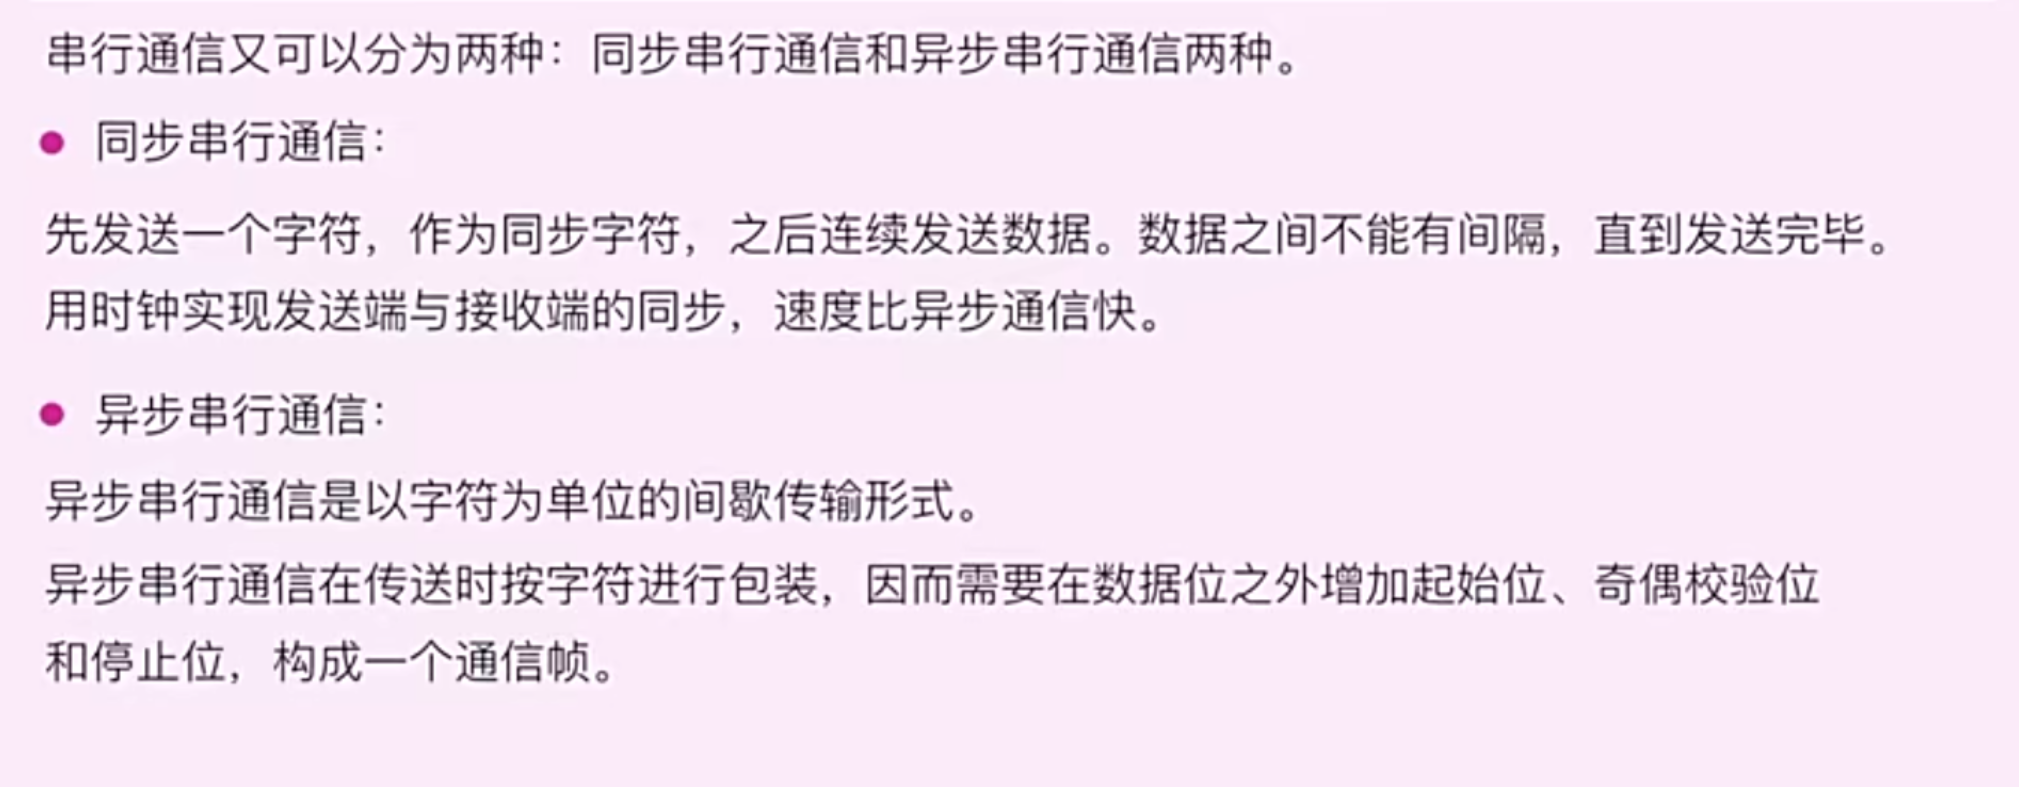 串行通信又可以分为两种：同步串行通信和异步串行通信两种。
● 同步串行通信：
先发送一个字符，作为同步字符，之后连续发送数据。数据之间不能有间隔，直到发送完毕。
用时钟实现发送端与接收端的同步，速度比异步通信快。
● 异步串行通信：
异步串行通信是以字符为单位的间歇传输形式。
异步串行通信在传送时按字符进行包装，因而需要在数据位之外增加起始位、奇偶校验位
和停止位，构成一个通信帧。